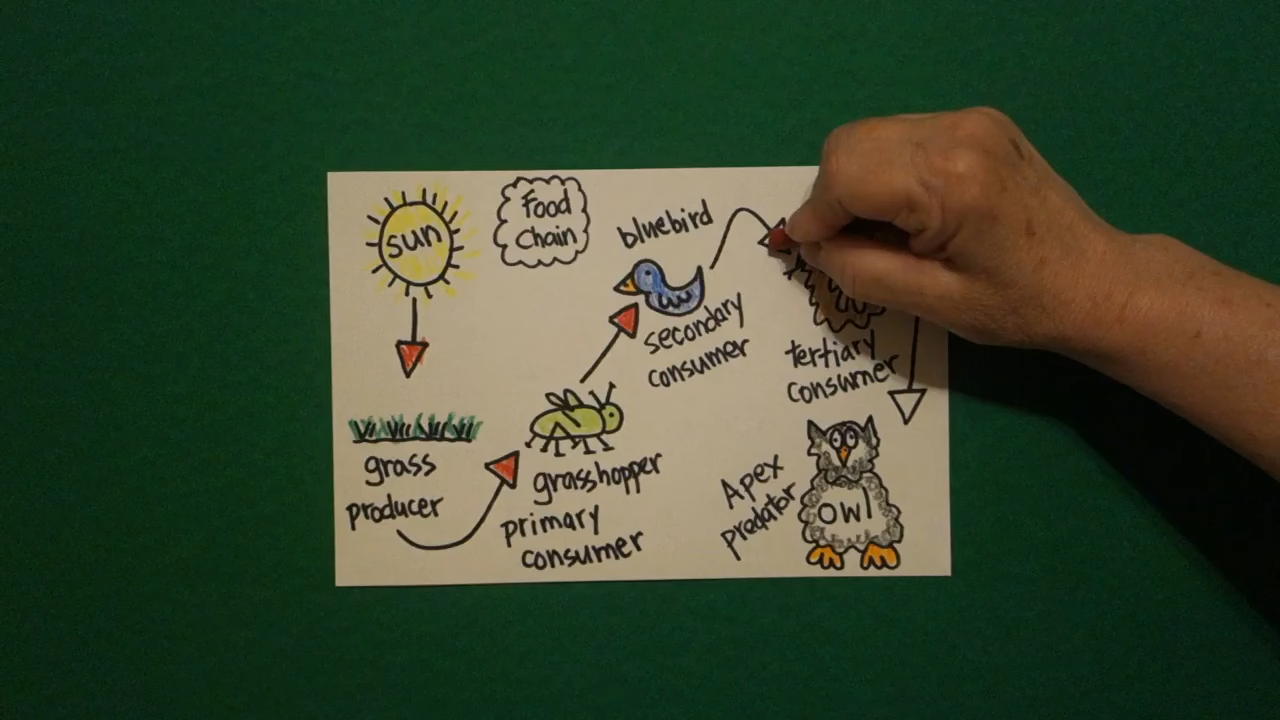 sun
Food
Chain
bluebird
secondary
consumer
tertiary
consumer
grass
producer
grasshopper
primary
consumer
Apex
predator
owl